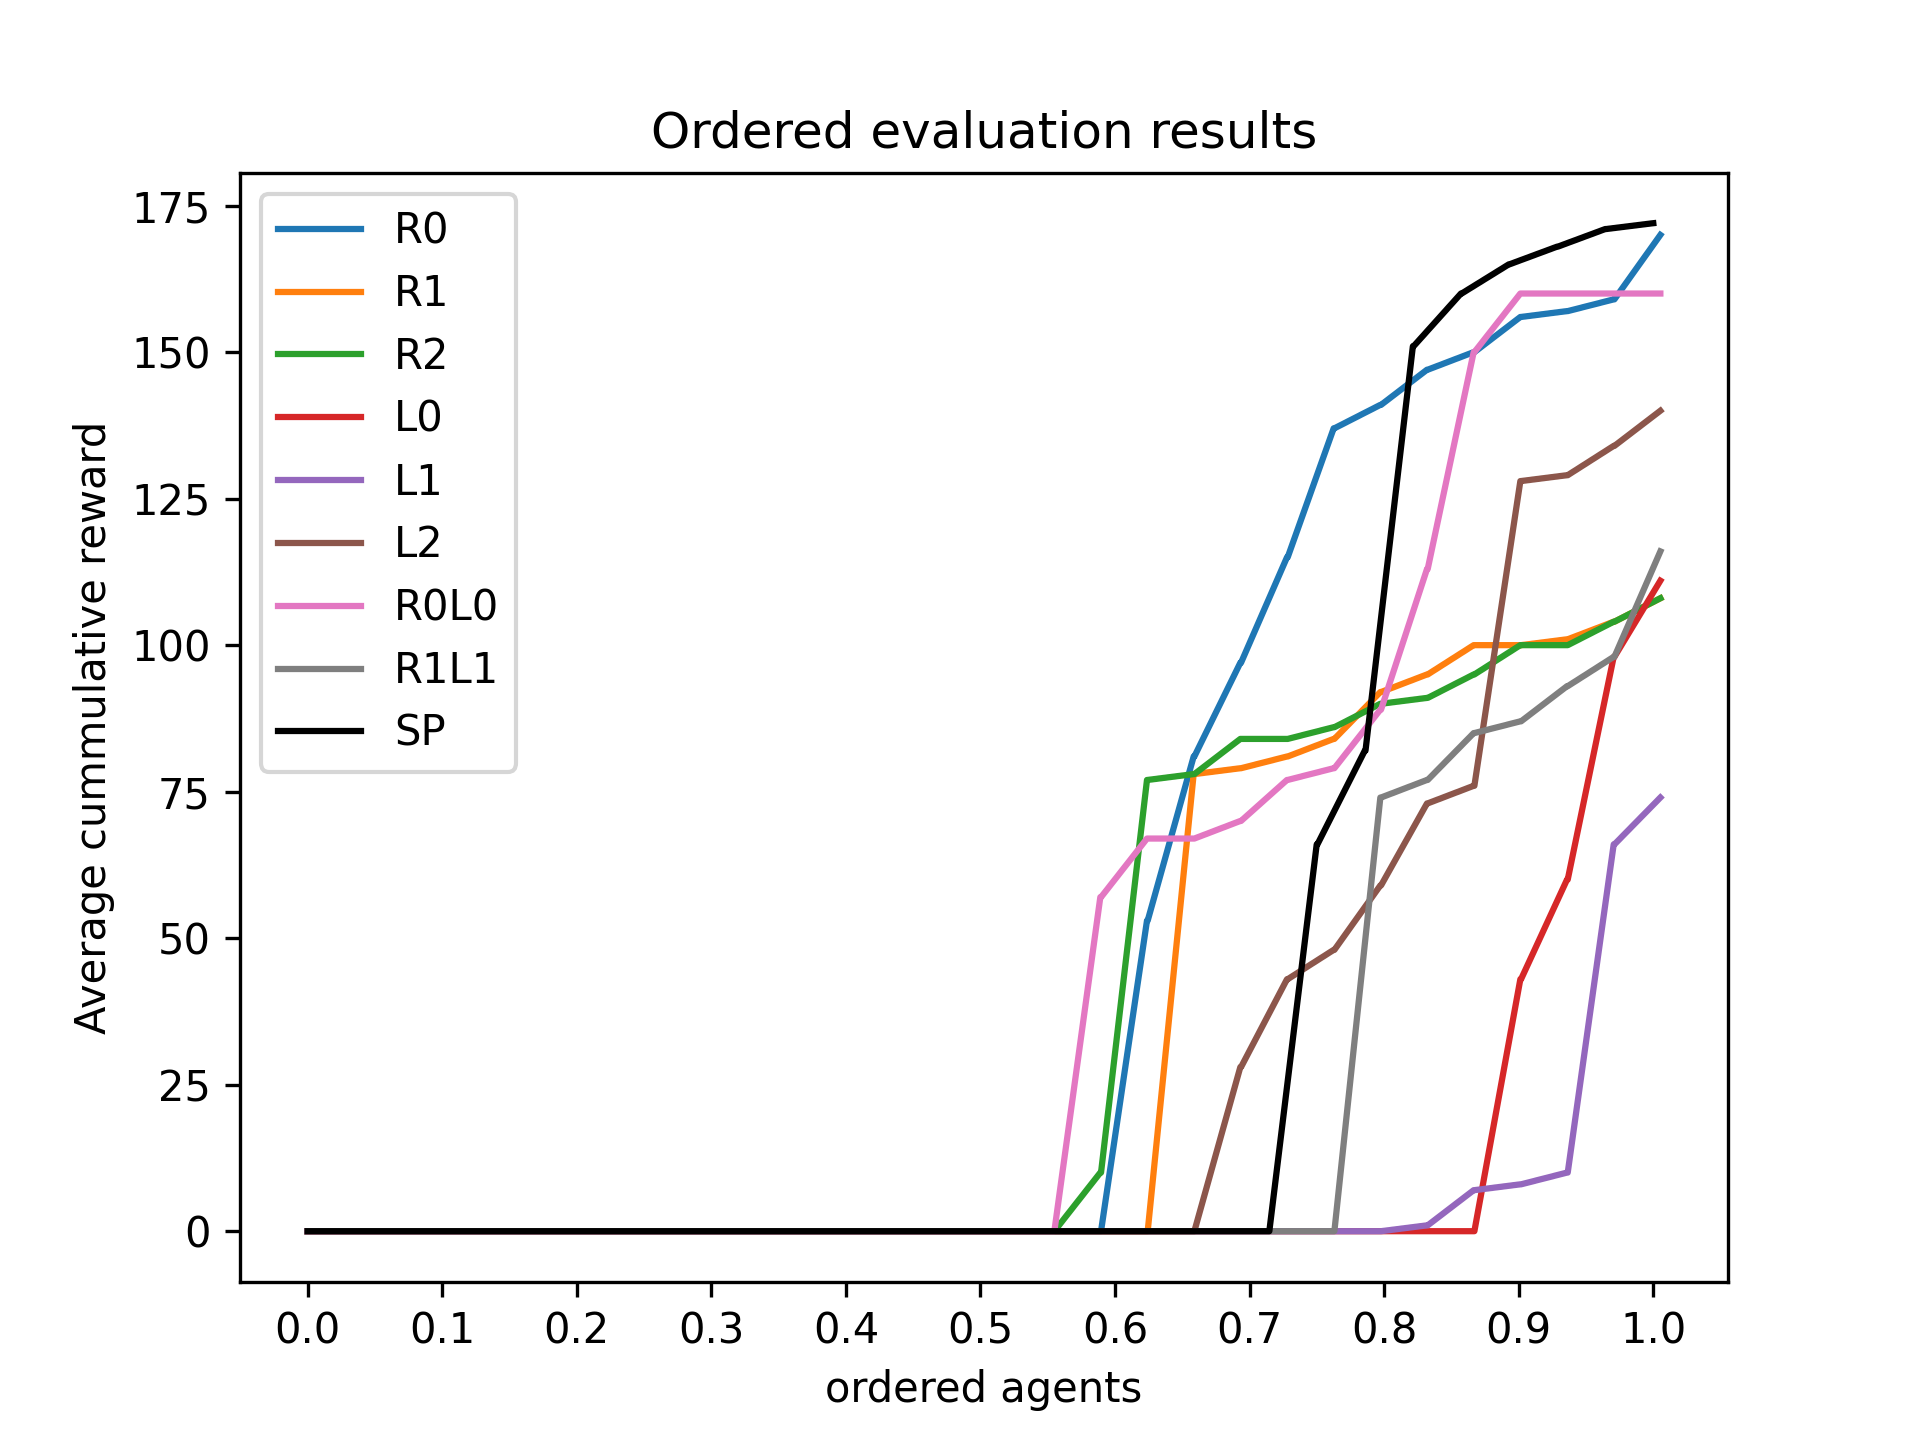 Ordered evaluation results
175
150
125
100
75
50
25
0
Average cummulative reward
R0
R1
R2
L0
L1
L2
R0L0
R1L1
SP
0.0 0.1 0.2 0.3 0.4 0.5 0.6 0.7 0.8 0.9 1.0
ordered agents